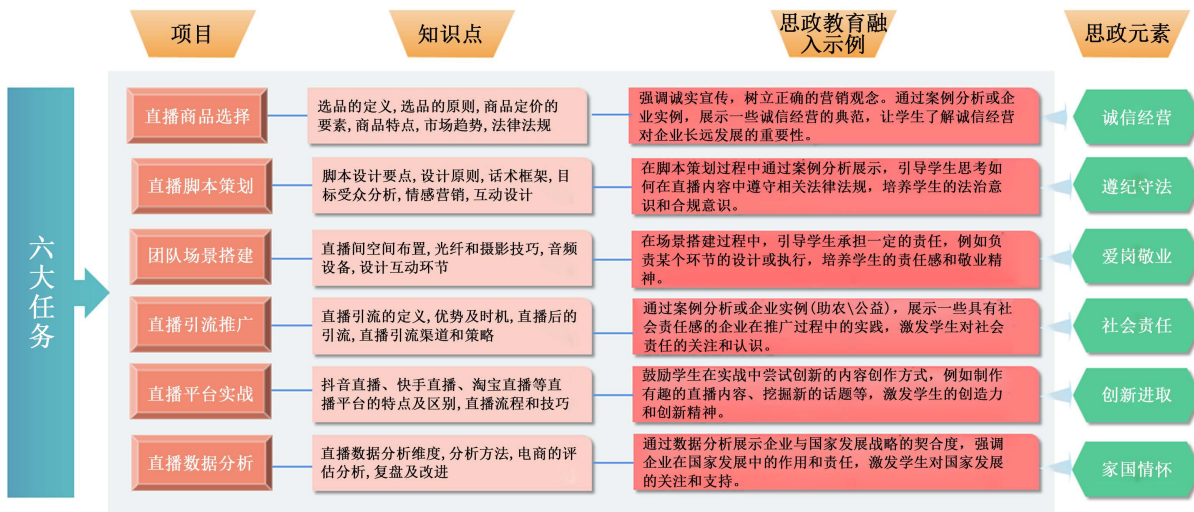 项目
知识点
思政教育融
入示例
思政元素
六大任务
直播商品选择
选品的定义,选品的原则,商品定价的
要素,商品特点,市场趋势,法律法规
强调诚实宣传，树立正确的营销观念。通过案例分析或企
业实例，展示一些诚信经营的典范，让学生了解诚信经营
对企业长远发展的重要性。
诚信经营
直播脚本策划
脚本设计要点,设计原则,话术框架,目
标受众分析,情感营销,互动设计
在脚本策划过程中通过案例分析展示，引导学生思考如
何在直播内容中遵守相关法律法规，培养学生的法治意
识和合规意识。
遵纪守法
团队场景搭建
直播间空间布置,光纤和摄影技巧,音频
设备,设计互动环节
在场景搭建过程中，引导学生承担一定的责任，例如负
责某个环节的设计或执行，培养学生的责任感和敬业精
神。
爱岗敬业
直播引流推广
直播引流的定义,优势及时机,直播后的
引流,直播引流渠道和策略
通过案例分析或企业实例(助农\公益)，展示一些具有社
会责任感的企业在推广过程中的实践，激发学生对社会
责任的关注和认识。
社会责任
直播平台实战
抖音直播、快手直播、淘宝直播等直
播平台的特点及区别,直播流程和技巧
鼓励学生在实战中尝试创新的内容创作方式，例如制作
有趣的直播内容、挖掘新的话题等，激发学生的创造力
和创新精神。
创新进取
直播数据分析
直播数据分析维度,分析方法,电商的评
估分析,复盘及改进
通过数据分析展示企业与国家发展战略的契合度，强调
企业在国家发展中的作用和责任，激发学生对国家发展
的关注和支持。
家国情怀